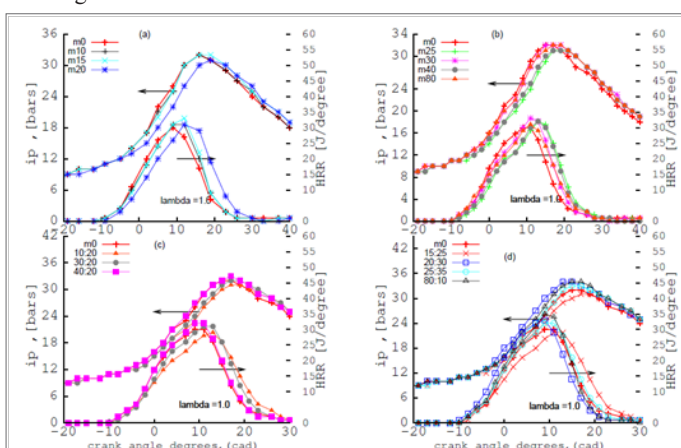 (a)
m0
m10
m15
m20
36
30
24
18
12
6
0
ip ,[bars]
60
55
50
45
40
35
30
25
20
15
10
5
0
HRR [J/degree]
lambda =1.0
-20 -10 0 10 20 30 40
(b)
m0
m25
m30
m40
m80
34
28
24
20
16
12
8
4
0
ip ,[bars]
60
55
50
45
40
35
30
25
20
15
10
5
0
HRR [J/degree]
lambda =1.0
-20 -10 0 10 20 30 40
(c)
m0
10:20
30:20
40:20
42
36
30
24
18
12
6
0
ip ,[bars]
60
55
50
45
40
35
30
25
20
15
10
5
0
HRR [J/degree]
lambda =1.0
-20 -10 0 10 20 30
crank angle degrees,(cad)
(d)
m0
15:25
20:30
25:35
80:10
42
36
30
24
18
12
6
0
ip ,[bars]
60
55
50
45
40
35
30
25
20
15
10
5
0
HRR [J/degree]
lambda =1.0
-20 -10 0 10 20 30
crank angle degrees,(cad)